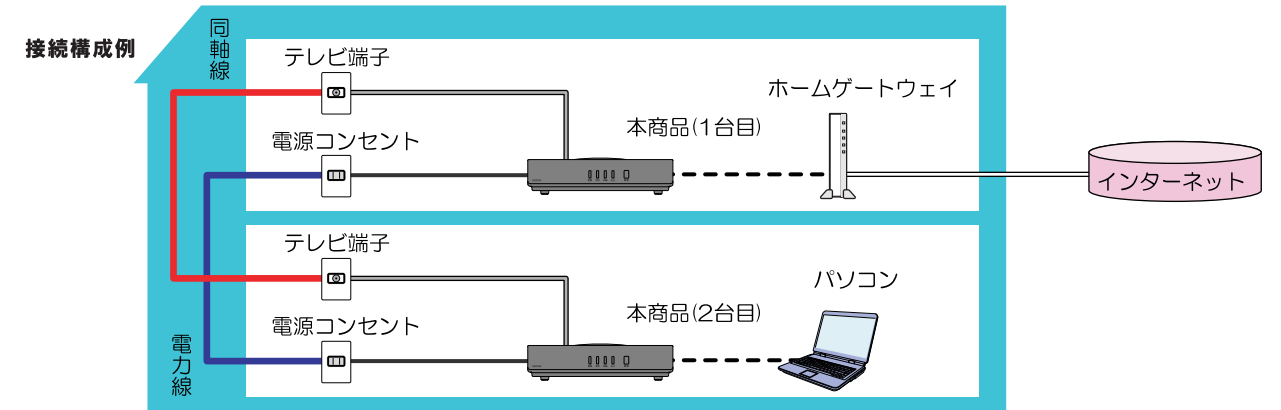 接続構成例
同軸線
テレビ端子
ホームゲートウェイ
本商品(1台目)
電源コンセント
インターネット
テレビ端子
パソコン
本商品(2台目)
電源コンセント
電力線